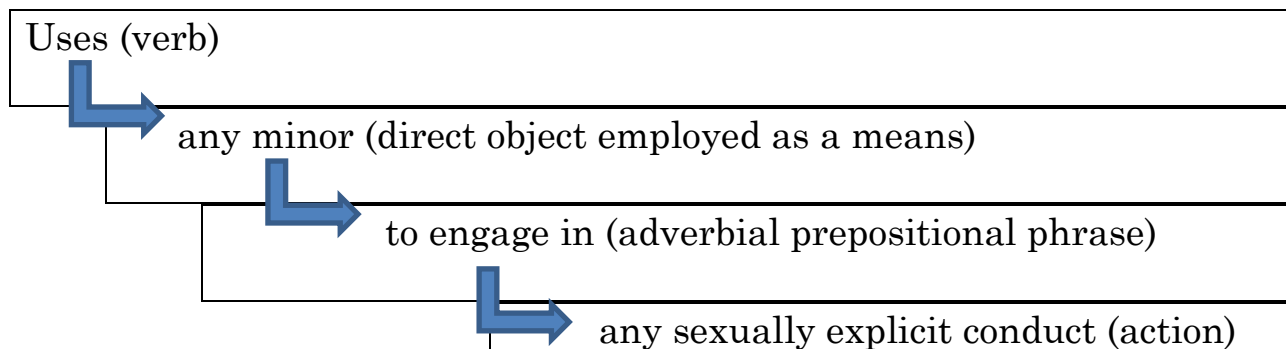 Uses (verb)
any minor (direct object employed as a means)
to engage in (adverbial prepositional phrase)
any sexually explicit conduct (action)